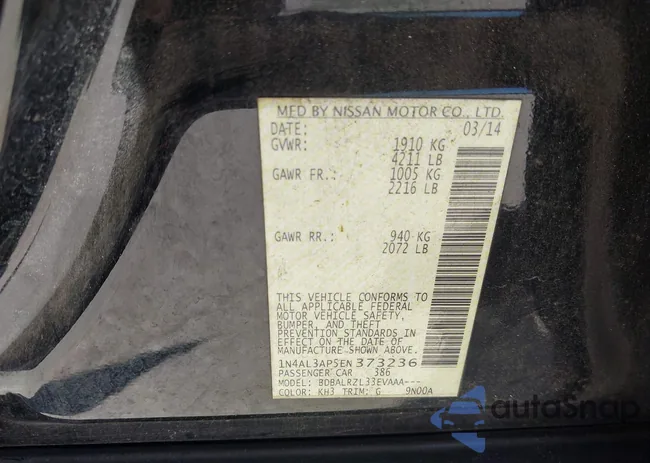 MFD BY NISSAN MOTOR CO., LTD.
DATE: 03/14
GVWR: 1910 KG
4211 LB
GAWR FR.: 1005 KG
2216 LB
GAWR RR.: 940 KG
2072 LB
THIS VEHICLE CONFORMS TO
ALL APPLICABLE FEDERAL
MOTOR VEHICLE SAFETY,
BUMPER, AND THEFT
PREVENTION STANDARDS IN
EFFECT ON THE DATE OF
MANUFACTURE SHOWN ABOVE.
1N4AL3AP5EN373236
PASSENGER CAR 386
MODEL: BDBALRZL33EVAAA---
COLOR: KH3 TRIM: G 9N00A
autoSnap